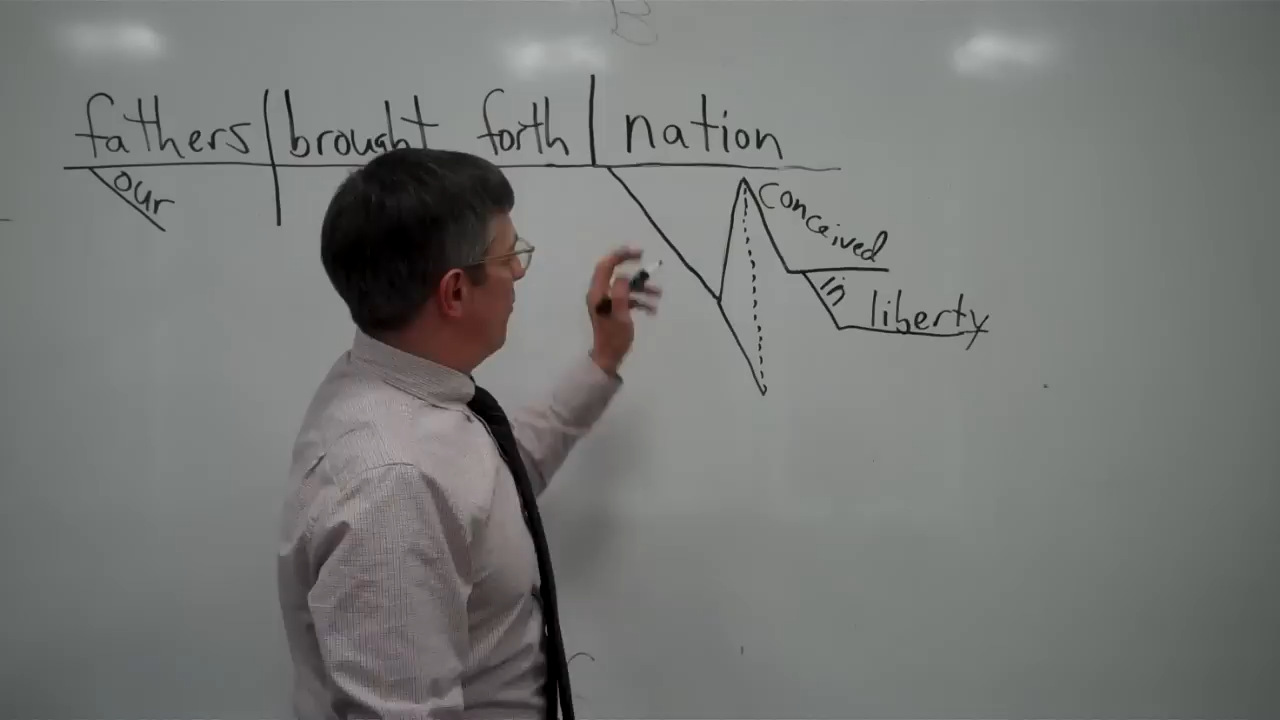 B
fathers brought forth nation
our
conceived
in liberty